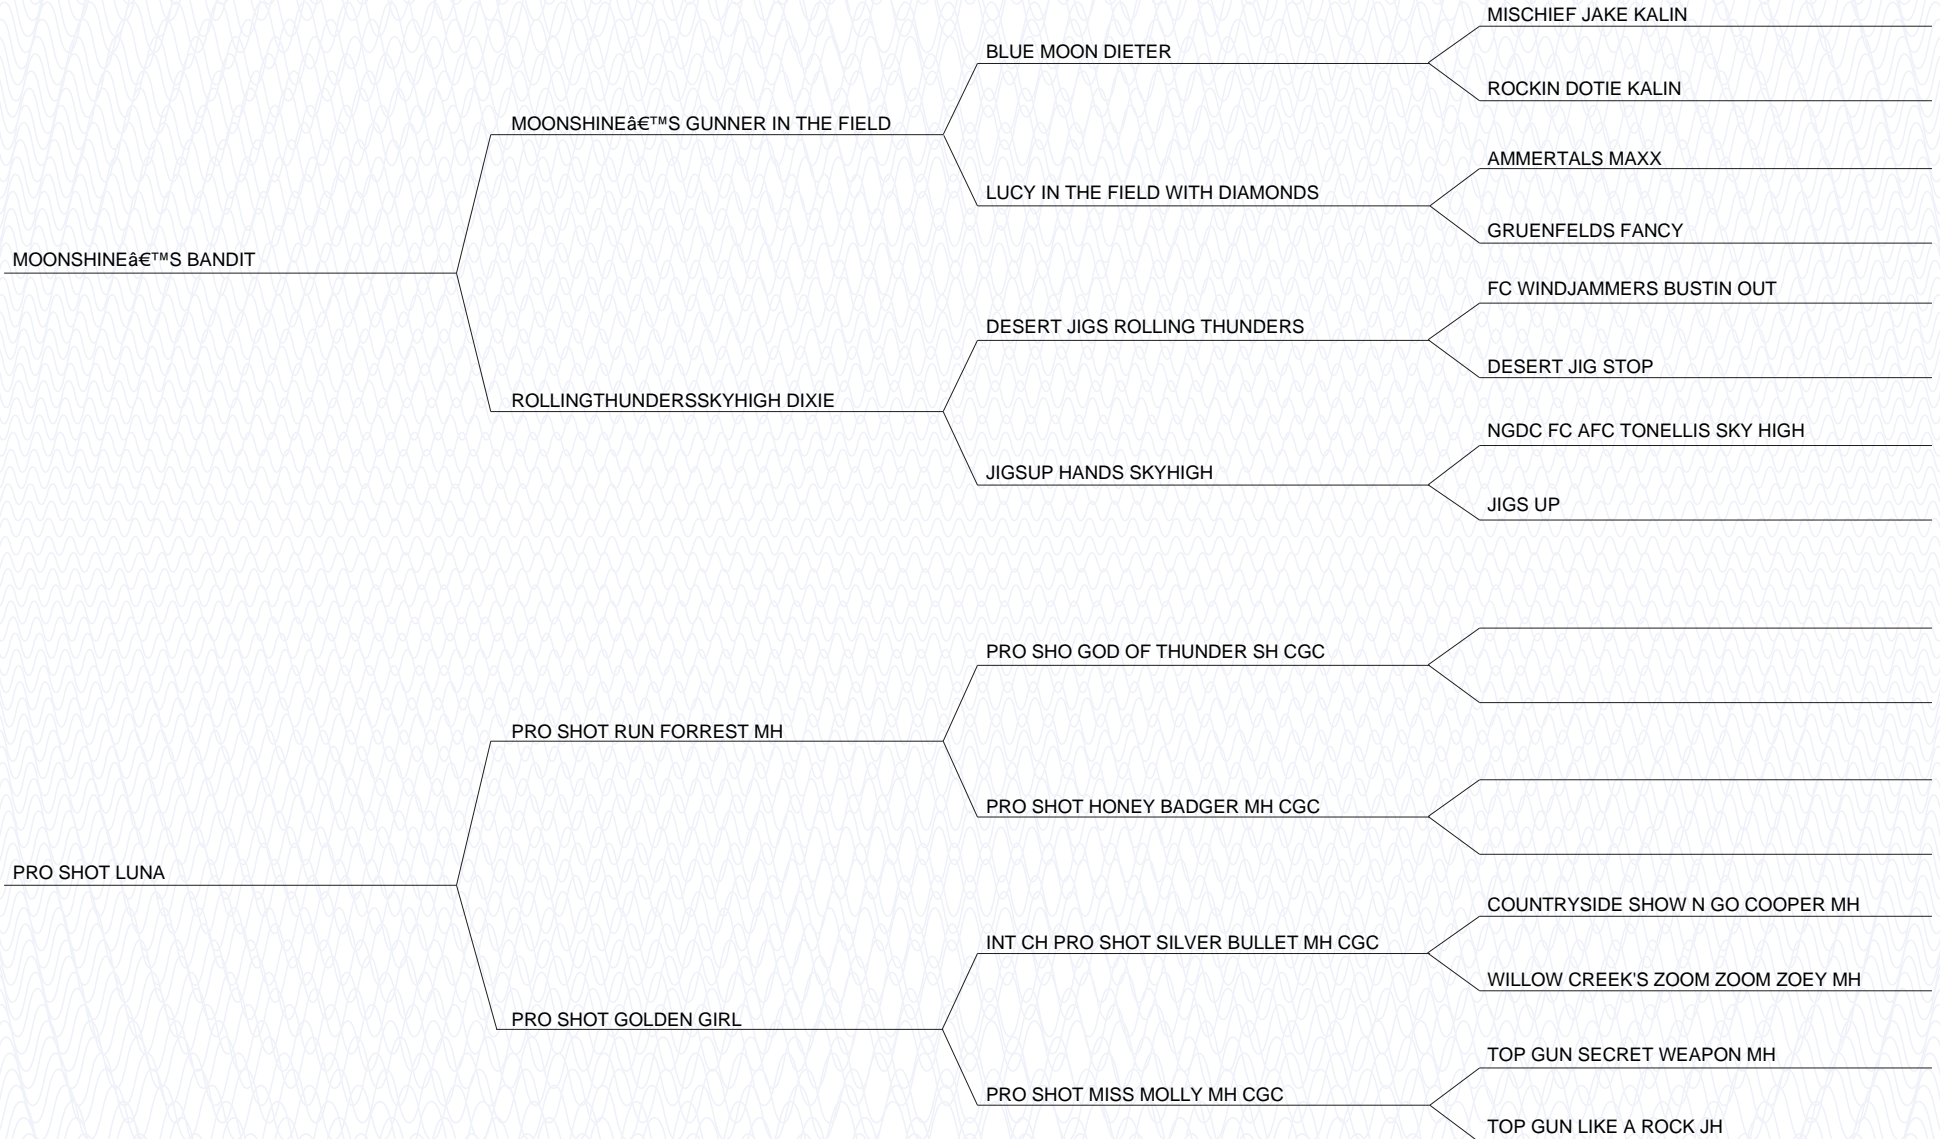 MISCHIEF JAKE KALIN
BLUE MOON DIETER
ROCKIN DOTIE KALIN
MOONSHINEâ€™S GUNNER IN THE FIELD
AMMERTALS MAXX
LUCY IN THE FIELD WITH DIAMONDS
GRUENFELDS FANCY
MOONSHINEâ€™S BANDIT
FC WINDJAMMERS BUSTIN OUT
DESERT JIGS ROLLING THUNDERS
DESERT JIG STOP
ROLLINGTHUNDERSSKYHIGH DIXIE
NGDC FC AFC TONELLIS SKY HIGH
JIGSUP HANDS SKYHIGH
JIGS UP
PRO SHO GOD OF THUNDER SH CGC
PRO SHOT RUN FORREST MH
PRO SHOT HONEY BADGER MH CGC
PRO SHOT LUNA
COUNTRYSIDE SHOW N GO COOPER MH
INT CH PRO SHOT SILVER BULLET MH CGC
WILLOW CREEK'S ZOOM ZOOM ZOEY MH
PRO SHOT GOLDEN GIRL
TOP GUN SECRET WEAPON MH
PRO SHOT MISS MOLLY MH CGC
TOP GUN LIKE A ROCK JH